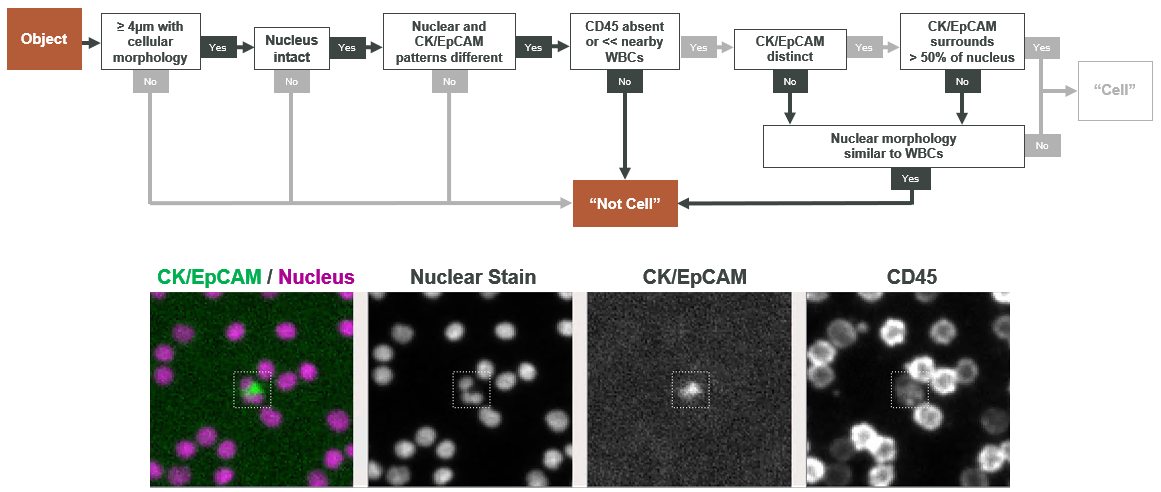 Object
≥ 4µm with
cellular
morphology
Yes
No
Nucleus
intact
Yes
No
Nuclear and
CK/EpCAM
patterns different
Yes
No
CD45 absent
or << nearby
WBCs
Yes
No
CK/EpCAM
distinct
Yes
No
CK/EpCAM
surrounds
> 50% of nucleus
Yes
No
“Cell”
Nuclear morphology
similar to WBCs
No
Yes
“Not Cell”
CK/EpCAM / Nucleus
Nuclear Stain
CK/EpCAM
CD45